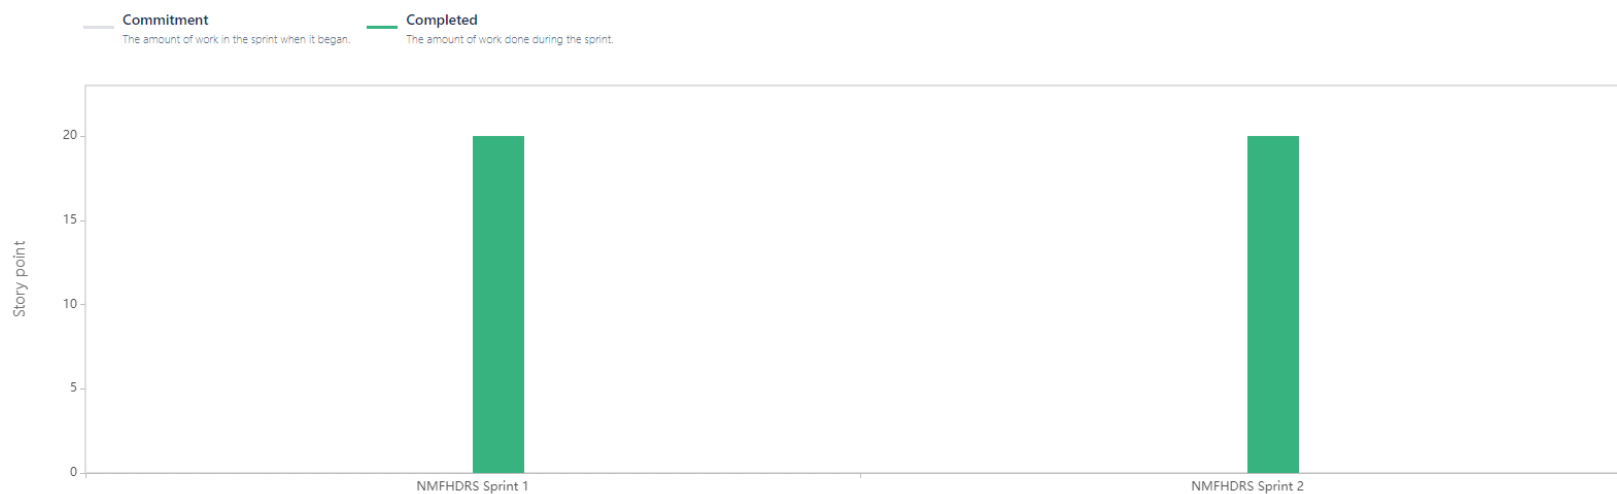 Commitment
The amount of work in the sprint when it began.
Completed
The amount of work done during the sprint.
Story point
20
15
10
5
0
NMFHDRS Sprint 1
NMFHDRS Sprint 2